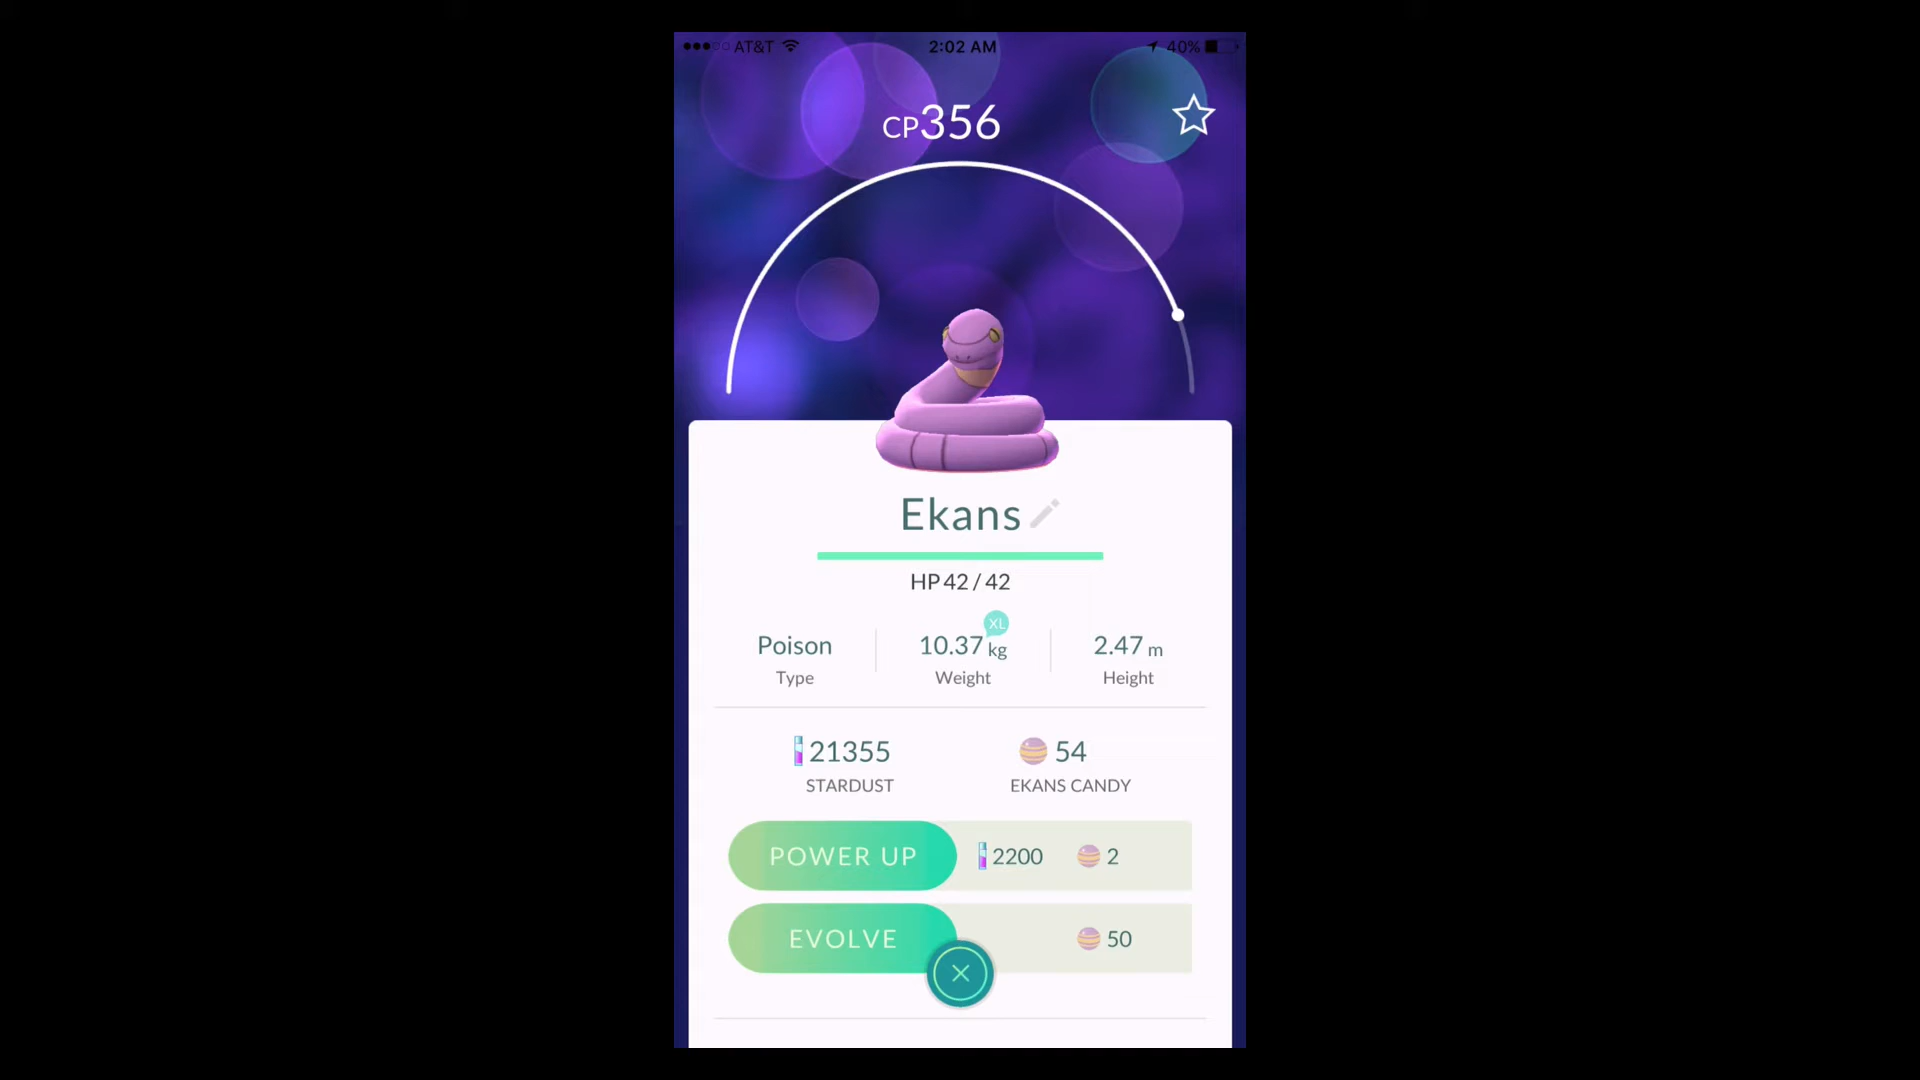 AT&T 2:02 AM 40%
CP356
Ekans
HP 42 / 42
XL
Poison 10.37 kg 2.47 m
Type Weight Height
21355 54
STARDUST EKANS CANDY
POWER UP 2200 2
EVOLVE 50